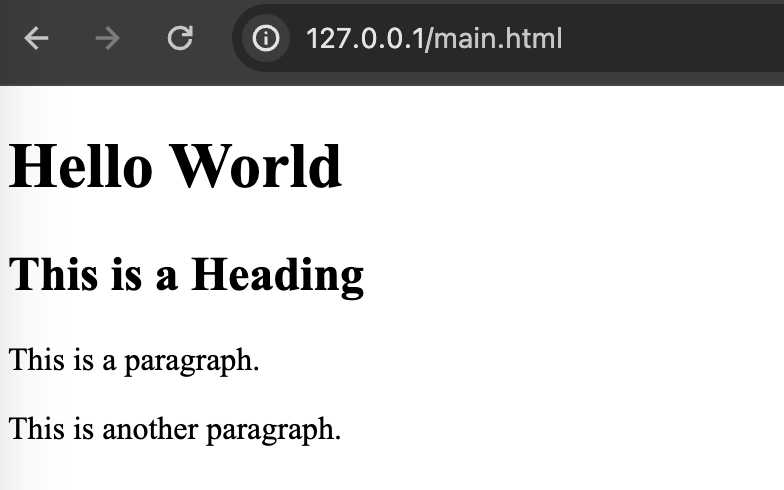 127.0.0.1/main.html
Hello World
This is a Heading
This is a paragraph.
This is another paragraph.